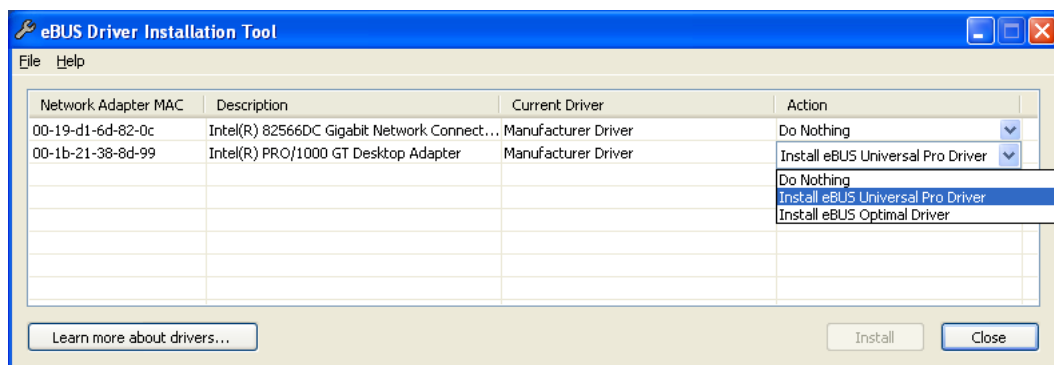 eBUS Driver Installation Tool
File Help
Network Adapter MAC Description Current Driver Action
00-19-d1-6d-82-0c Intel(R) 82566DC Gigabit Network Connect... Manufacturer Driver Do Nothing
00-1b-21-38-8d-99 Intel(R) PRO/1000 GT Desktop Adapter Manufacturer Driver Install eBUS Universal Pro Driver
Do Nothing
Install eBUS Universal Pro Driver
Install eBUS Optimal Driver
Learn more about drivers... Install Close